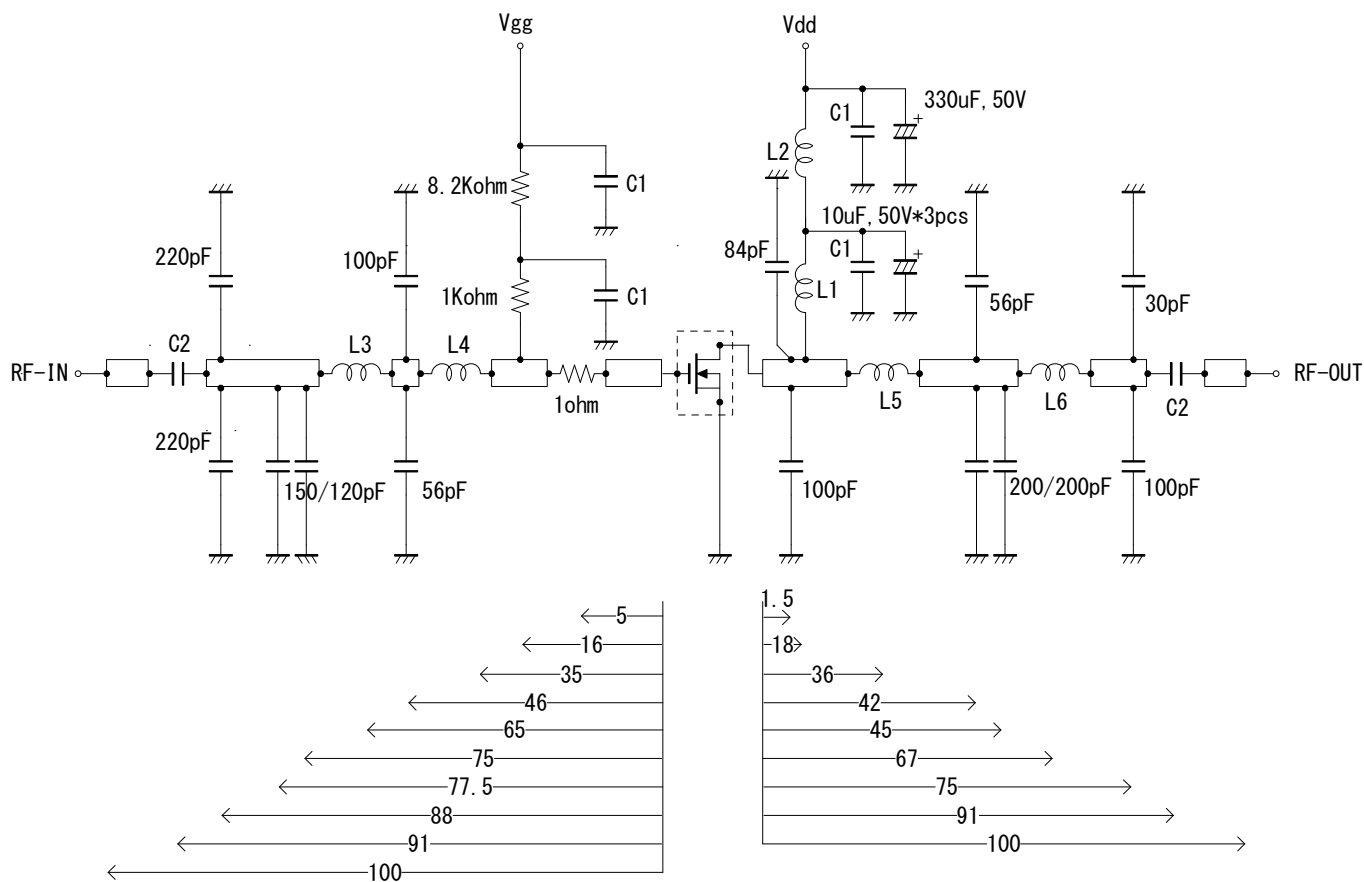 Vgg
Vdd
330uF,50V
+
C1
L2
8.2Kohm
C1
10uF,50V*3pcs
+
220pF
100pF
84pF
C1
1Kohm
C1
L1
56pF
30pF
C2
L3
L4
RF-IN
RF-OUT
1ohm
L5
L6
C2
220pF
150/120pF
56pF
100pF
200/200pF
100pF
1.5
5
16
18
35
36
46
42
65
45
75
67
77.5
75
88
91
91
100
100